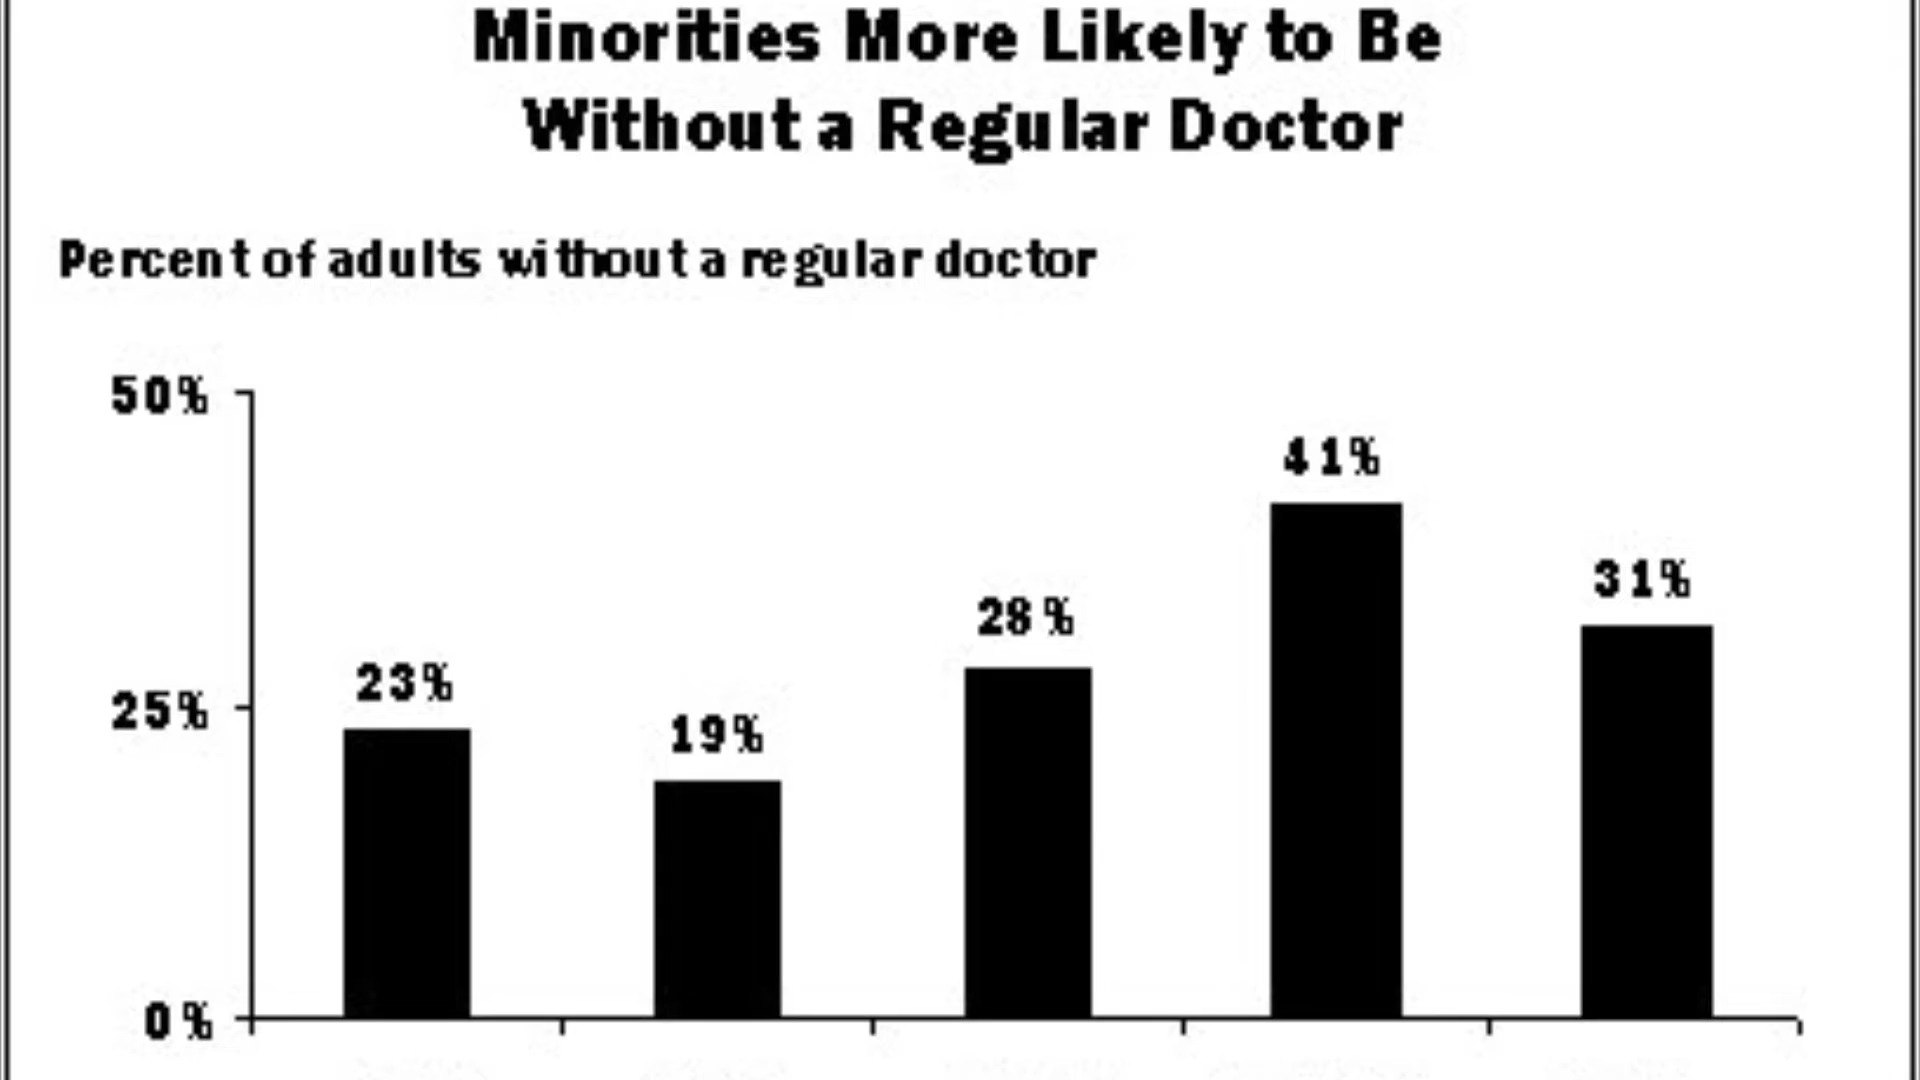 Minorities More Likely to Be
Without a Regular Doctor
Percent of adults without a regular doctor
50%
41%
31%
28%
23%
25%
19%
0%